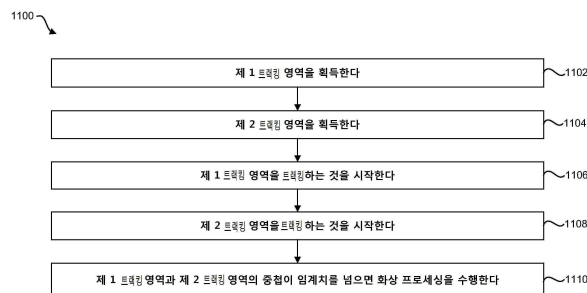 1100
제 1 트래킹 영역을 획득한다
1102
제 2 트래킹 영역을 획득한다
1104
제 1 트래킹 영역을 트래킹하는 것을 시작한다
1106
제 2 트래킹 영역을트래킹하는 것을 시작한다
1108
제 1 트래킹 영역과 제 2 트래킹 영역의 중첩이 임계치를 넘으면 화상 프로세싱을 수행한다
1110